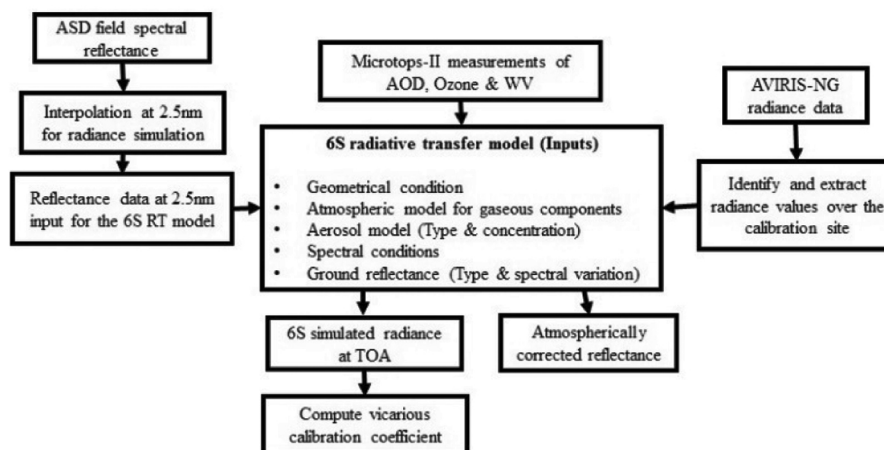 ASD field spectral
reflectance
Interpolation at 2.5nm
for radiance simulation
Reflectance data at 2.5nm
input for the 6S RT model
Microtops-II measurements of
AOD, Ozone & WV
6S radiative transfer model (Inputs)
• Geometrical condition
• Atmospheric model for gaseous components
• Aerosol model (Type & concentration)
• Spectral conditions
• Ground reflectance (Type & spectral variation)
AVIRIS-NG
radiance data
Identify and extract
radiance values over the
calibration site
6S simulated radiance
at TOA
Compute vicarious
calibration coefficient
Atmospherically
corrected reflectance